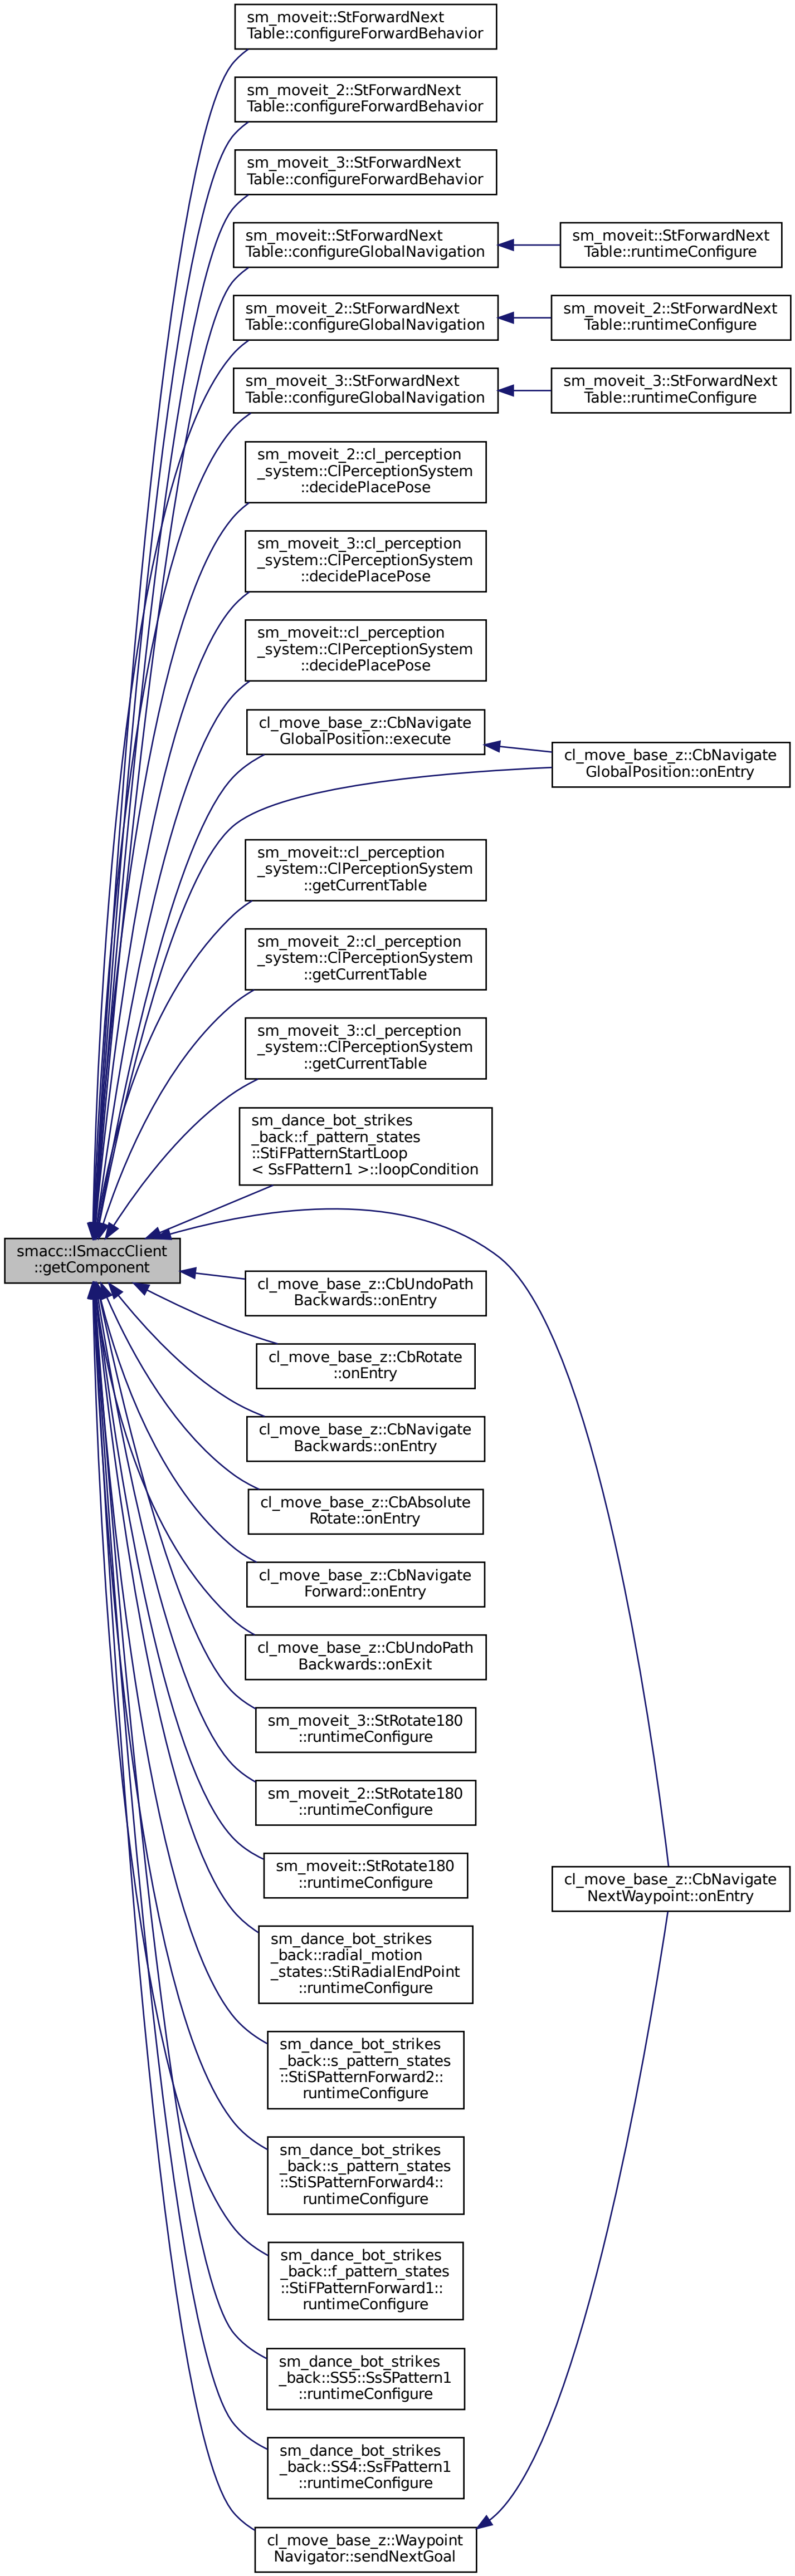 sm_moveit::StForwardNext
Table::configureForwardBehavior
sm_moveit_2::StForwardNext
Table::configureForwardBehavior
sm_moveit_3::StForwardNext
Table::configureForwardBehavior
sm_moveit::StForwardNext
Table::configureGlobalNavigation
sm_moveit::StForwardNext
Table::runtimeConfigure
sm_moveit_2::StForwardNext
Table::configureGlobalNavigation
sm_moveit_2::StForwardNext
Table::runtimeConfigure
sm_moveit_3::StForwardNext
Table::configureGlobalNavigation
sm_moveit_3::StForwardNext
Table::runtimeConfigure
sm_moveit_2::cl_perception
_system::ClPerceptionSystem
::decidePlacePose
sm_moveit_3::cl_perception
_system::ClPerceptionSystem
::decidePlacePose
sm_moveit::cl_perception
_system::ClPerceptionSystem
::decidePlacePose
cl_move_base_z::CbNavigate
GlobalPosition::execute
cl_move_base_z::CbNavigate
GlobalPosition::onEntry
sm_moveit::cl_perception
_system::ClPerceptionSystem
::getCurrentTable
sm_moveit_2::cl_perception
_system::ClPerceptionSystem
::getCurrentTable
sm_moveit_3::cl_perception
_system::ClPerceptionSystem
::getCurrentTable
sm_dance_bot_strikes
_back::f_pattern_states
::StiFPatternStartLoop
< SsFPattern1 >::loopCondition
smacc::ISmaccClient
::getComponent
cl_move_base_z::CbUndoPath
Backwards::onEntry
cl_move_base_z::CbRotate
::onEntry
cl_move_base_z::CbNavigate
Backwards::onEntry
cl_move_base_z::CbAbsolute
Rotate::onEntry
cl_move_base_z::CbNavigate
Forward::onEntry
cl_move_base_z::CbUndoPath
Backwards::onExit
sm_moveit_3::StRotate180
::runtimeConfigure
sm_moveit_2::StRotate180
::runtimeConfigure
sm_moveit::StRotate180
::runtimeConfigure
cl_move_base_z::CbNavigate
NextWaypoint::onEntry
sm_dance_bot_strikes
_back::radial_motion
_states::StiRadialEndPoint
::runtimeConfigure
sm_dance_bot_strikes
_back::s_pattern_states
::StiSPatternForward2::
runtimeConfigure
sm_dance_bot_strikes
_back::s_pattern_states
::StiSPatternForward4::
runtimeConfigure
sm_dance_bot_strikes
_back::f_pattern_states
::StiFPatternForward1::
runtimeConfigure
sm_dance_bot_strikes
_back::SS5::SsSPattern1
::runtimeConfigure
sm_dance_bot_strikes
_back::SS4::SsFPattern1
::runtimeConfigure
cl_move_base_z::Waypoint
Navigator::sendNextGoal